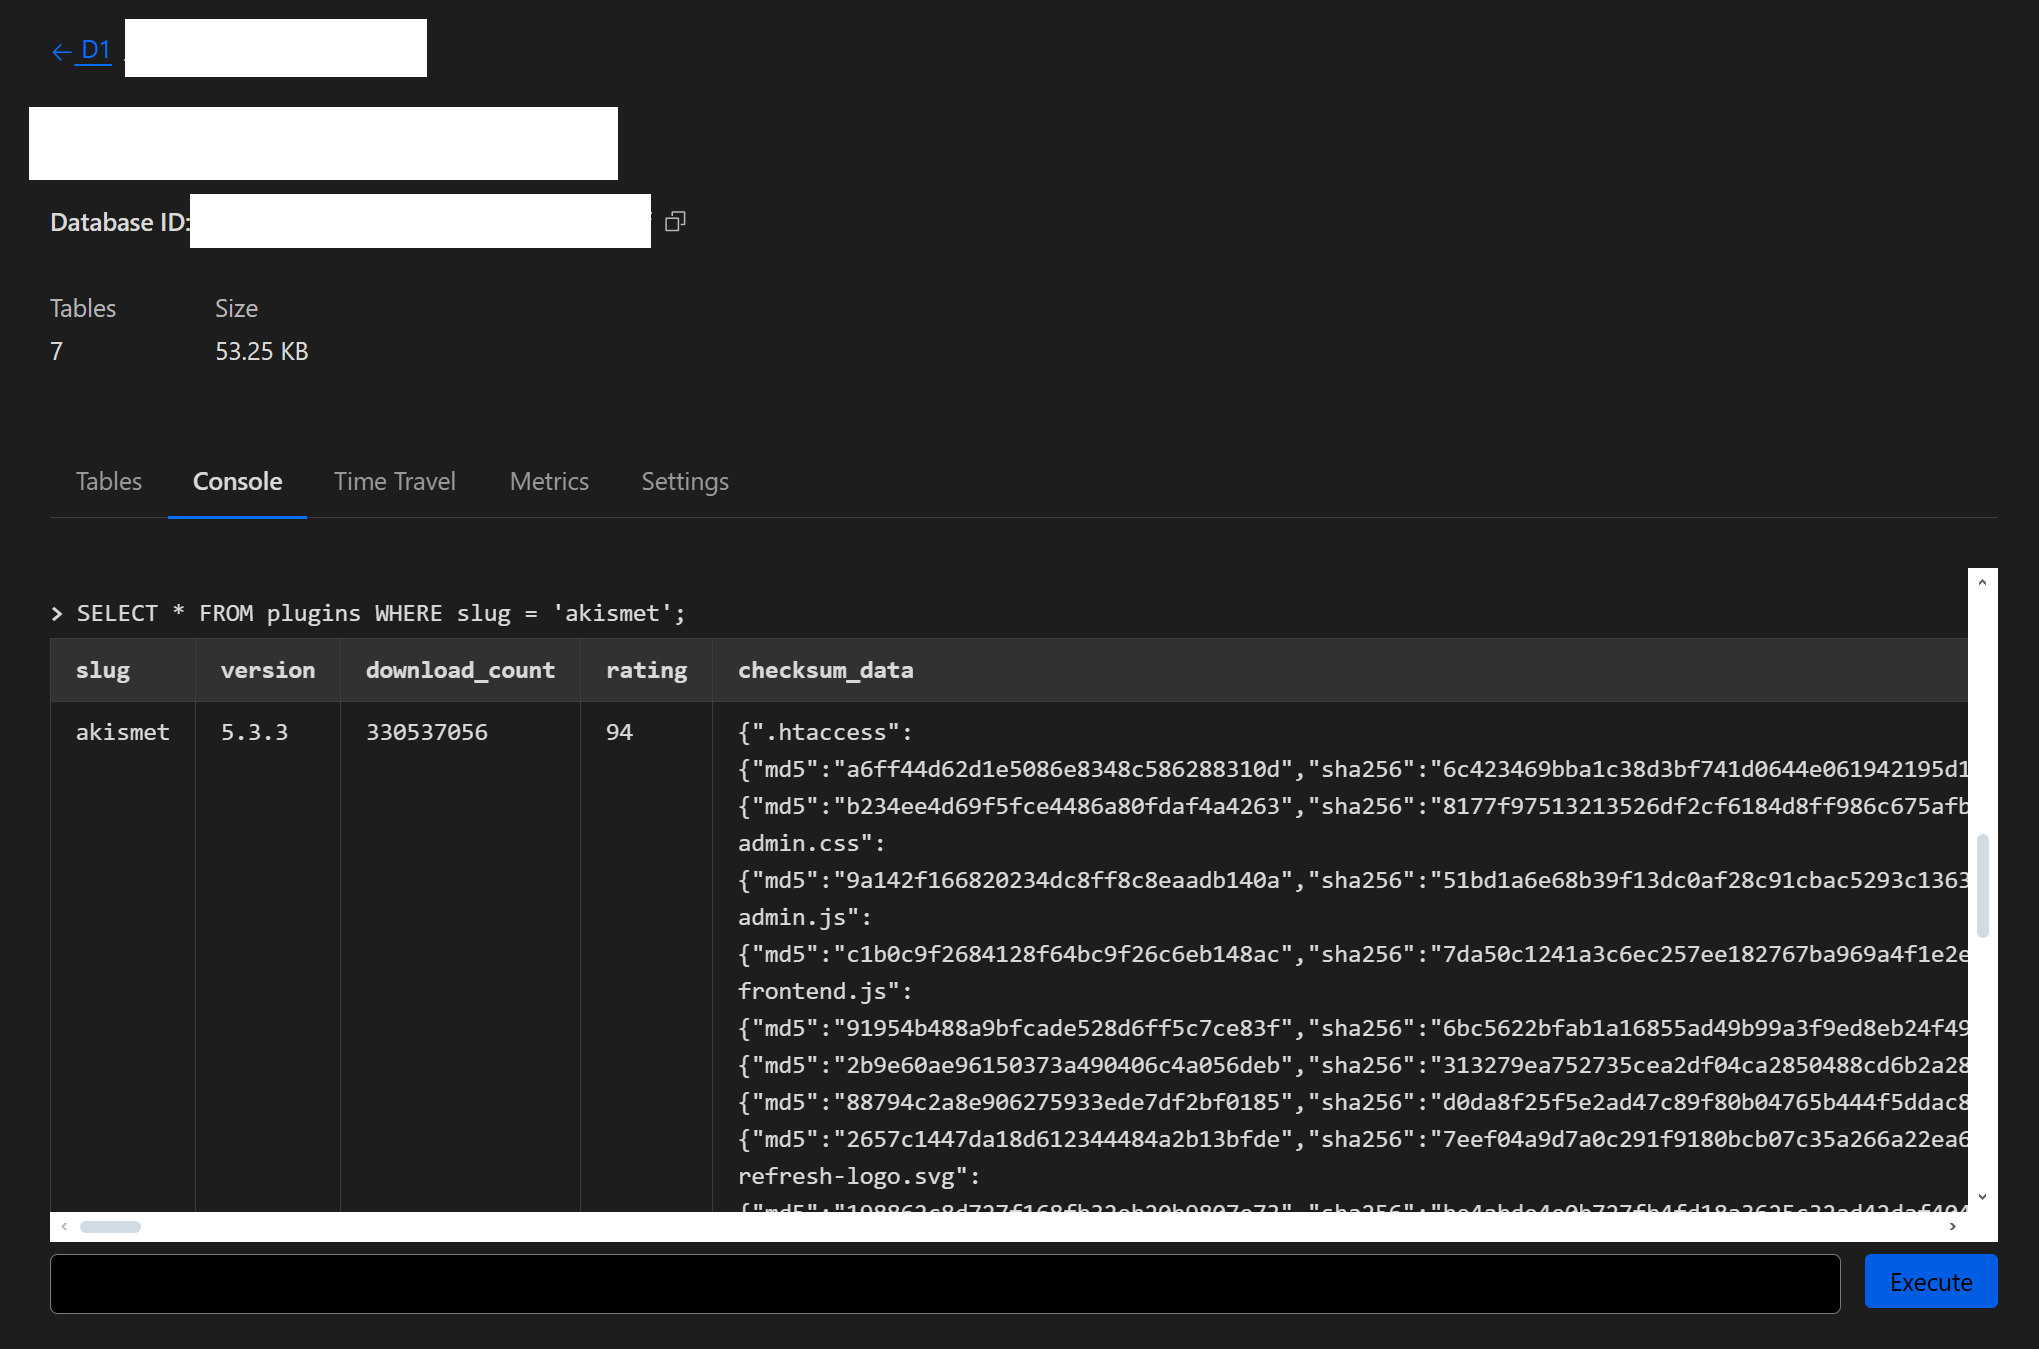 ← D1
Database ID:
Tables Size
7 53.25 KB
Tables Console Time Travel Metrics Settings
> SELECT * FROM plugins WHERE slug = 'akismet';
slug version download_count rating checksum_data
akismet 5.3.3 330537056 94 {".htaccess":
{"md5":"a6ff44d62d1e5086e8348c586288310d","sha256":"6c423469bba1c38d3bf741d0644e061942195d1
{"md5":"b234ee4d69f5fce4486a80fdaf4a4263","sha256":"8177f97513213526df2cf6184d8ff986c675afb
admin.css":
{"md5":"9a142f166820234dc8ff8c8eaadb140a","sha256":"51bd1a6e68b39f13dc0af28c91cbac5293c1363
admin.js":
{"md5":"c1b0c9f2684128f64bc9f26c6eb148ac","sha256":"7da50c1241a3c6ec257ee182767ba969a4f1e2e
frontend.js":
{"md5":"91954b488a9bfcade528d6ff5c7ce83f","sha256":"6bc5622bfab1a16855ad49b99a3f9ed8eb24f49
{"md5":"2b9e60ae96150373a490406c4a056deb","sha256":"313279ea752735cea2df04ca2850488cd6b2a28
{"md5":"88794c2a8e906275933ede7df2bf0185","sha256":"d0da8f25f5e2ad47c89f80b04765b444f5ddac8
{"md5":"2657c1447da18d612344484a2b13bfde","sha256":"7eef04a9d7a0c291f9180bcb07c35a266a22ea6
refresh-logo.svg":
Execute